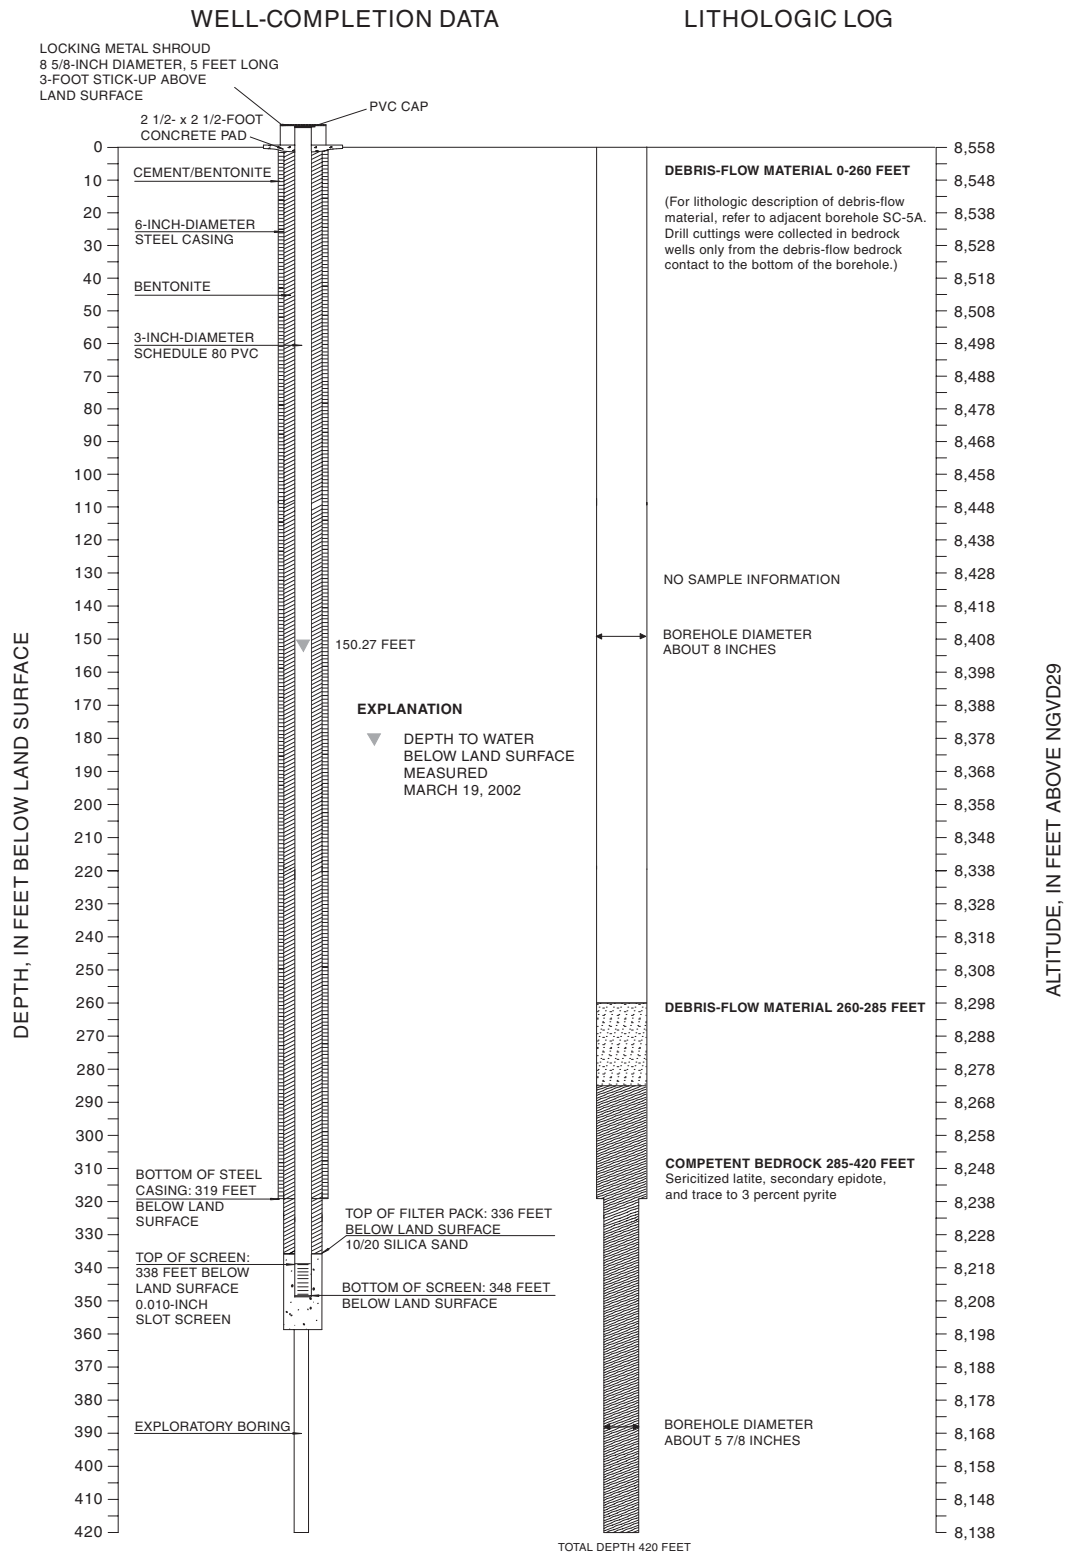 WELL-COMPLETION DATA
LITHOLOGIC LOG
LOCKING METAL SHROUD
8 5/8-INCH DIAMETER, 5 FEET LONG
3-FOOT STICK-UP ABOVE
LAND SURFACE
PVC CAP
2 1/2- x 2 1/2-FOOT
CONCRETE PAD
CEMENT/BENTONITE
6-INCH-DIAMETER
STEEL CASING
BENTONITE
3-INCH-DIAMETER
SCHEDULE 80 PVC
150.27 FEET
EXPLANATION
DEPTH TO WATER
BELOW LAND SURFACE
MEASURED
MARCH 19, 2002
BOTTOM OF STEEL
CASING: 319 FEET
BELOW LAND
SURFACE
TOP OF FILTER PACK: 336 FEET
BELOW LAND SURFACE
10/20 SILICA SAND
TOP OF SCREEN:
338 FEET BELOW
LAND SURFACE
0.010-INCH
SLOT SCREEN
BOTTOM OF SCREEN: 348 FEET
BELOW LAND SURFACE
EXPLORATORY BORING
DEPTH, IN FEET BELOW LAND SURFACE
0
10
20
30
40
50
60
70
80
90
100
110
120
130
140
150
160
170
180
190
200
210
220
230
240
250
260
270
280
290
300
310
320
330
340
350
360
370
380
390
400
410
420
DEBRIS-FLOW MATERIAL 0-260 FEET
(For lithologic description of debris-flow
material, refer to adjacent borehole SC-5A.
Drill cuttings were collected in bedrock
wells only from the debris-flow bedrock
contact to the bottom of the borehole.)
NO SAMPLE INFORMATION
BOREHOLE DIAMETER
ABOUT 8 INCHES
DEBRIS-FLOW MATERIAL 260-285 FEET
COMPETENT BEDROCK 285-420 FEET
Sericitized latite, secondary epidote,
and trace to 3 percent pyrite
BOREHOLE DIAMETER
ABOUT 5 7/8 INCHES
TOTAL DEPTH 420 FEET
8,558
8,548
8,538
8,528
8,518
8,508
8,498
8,488
8,478
8,468
8,458
8,448
8,438
8,428
8,418
8,408
8,398
8,388
8,378
8,368
8,358
8,348
8,338
8,328
8,318
8,308
8,298
8,288
8,278
8,268
8,258
8,248
8,238
8,228
8,218
8,208
8,198
8,188
8,178
8,168
8,158
8,148
8,138
ALTITUDE, IN FEET ABOVE NGVD29